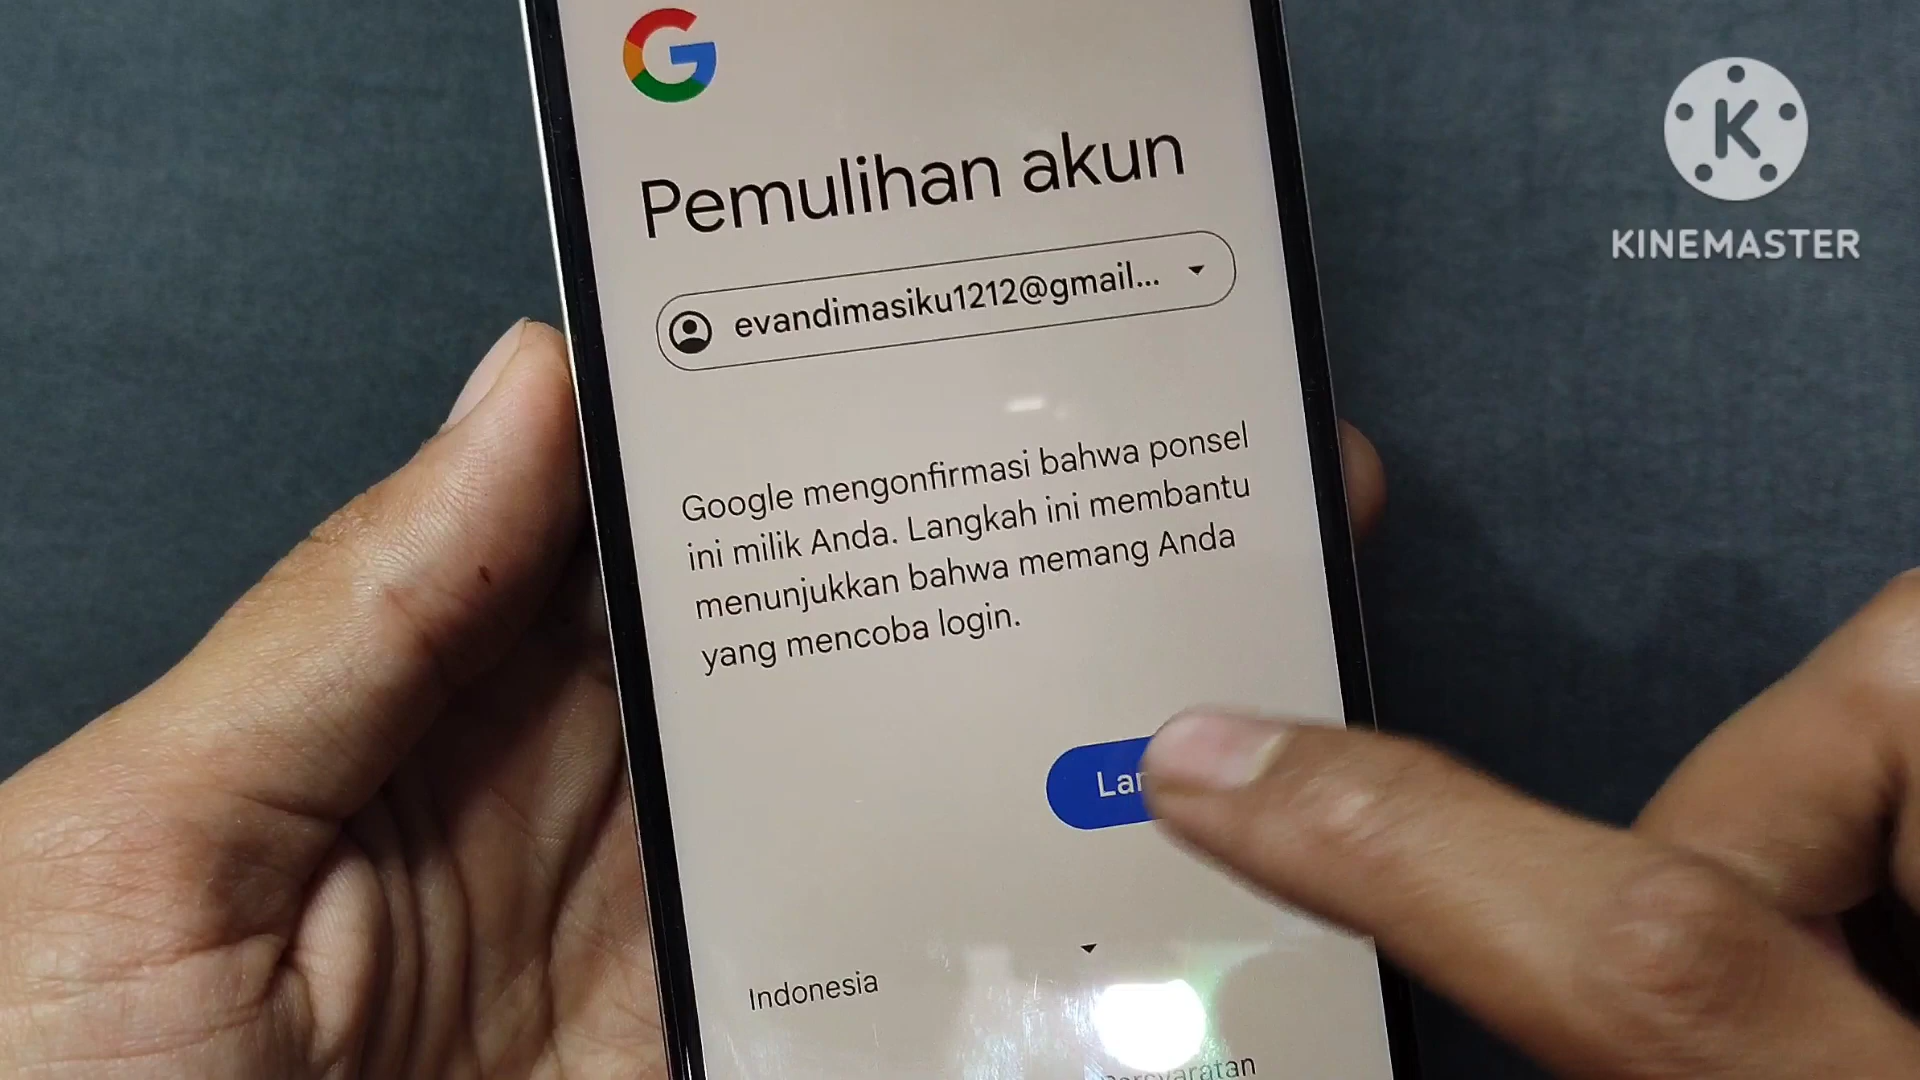 Pemulihan akun
evandimasiku1212@gmail...
Google mengonfirmasi bahwa ponsel
ini milik Anda. Langkah ini membantu
menunjukkan bahwa memang Anda
yang mencoba login.
Indonesia
K
KINEMASTER